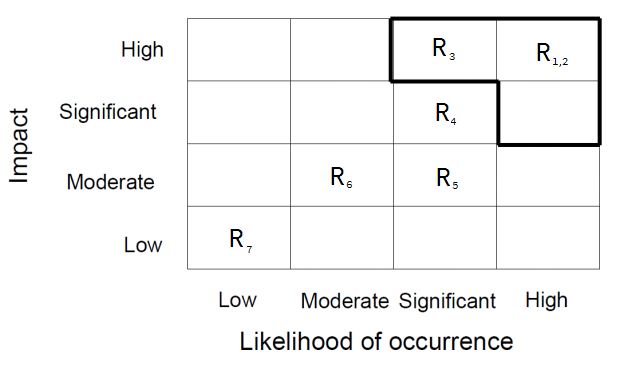 High R₃ R₁,₂
Significant R₄
Impact
Moderate R₆ R₅
Low R₇
Low Moderate Significant High
Likelihood of occurrence